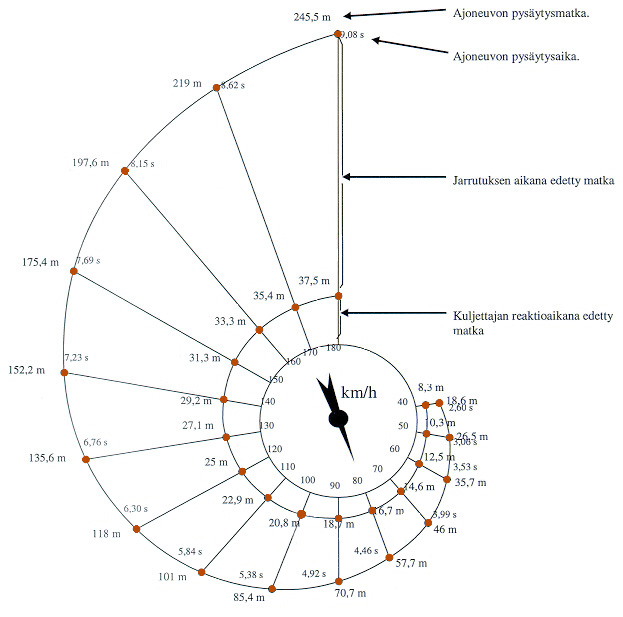 245,5 m
Ajoneuvon pysäytysmatka.
9,08 s
Ajoneuvon pysäytysaika.
219 m
8,62 s
197,6 m
8,15 s
Jarrutuksen aikana edetty matka
175,4 m
7,69 s
37,5 m
35,4 m
33,3 m
Kuljettajan reaktioaikana edetty
matka
180
170
160
31,3 m
7,23 s
152,2 m
150
km/h
8,3 m
29,2 m
140
40
18,6 m
2,60 s
27,1 m
130
50
10,3 m
26,5 m
3,06 s
6,76 s
135,6 m
120
60
12,5 m
25 m
110
70
3,53 s
35,7 m
100
90
80
14,6 m
22,9 m
6,30 s
118 m
20,8 m
18,7 m
16,7 m
3,99 s
46 m
5,84 s
4,46 s
57,7 m
101 m
5,38 s
4,92 s
85,4 m
70,7 m